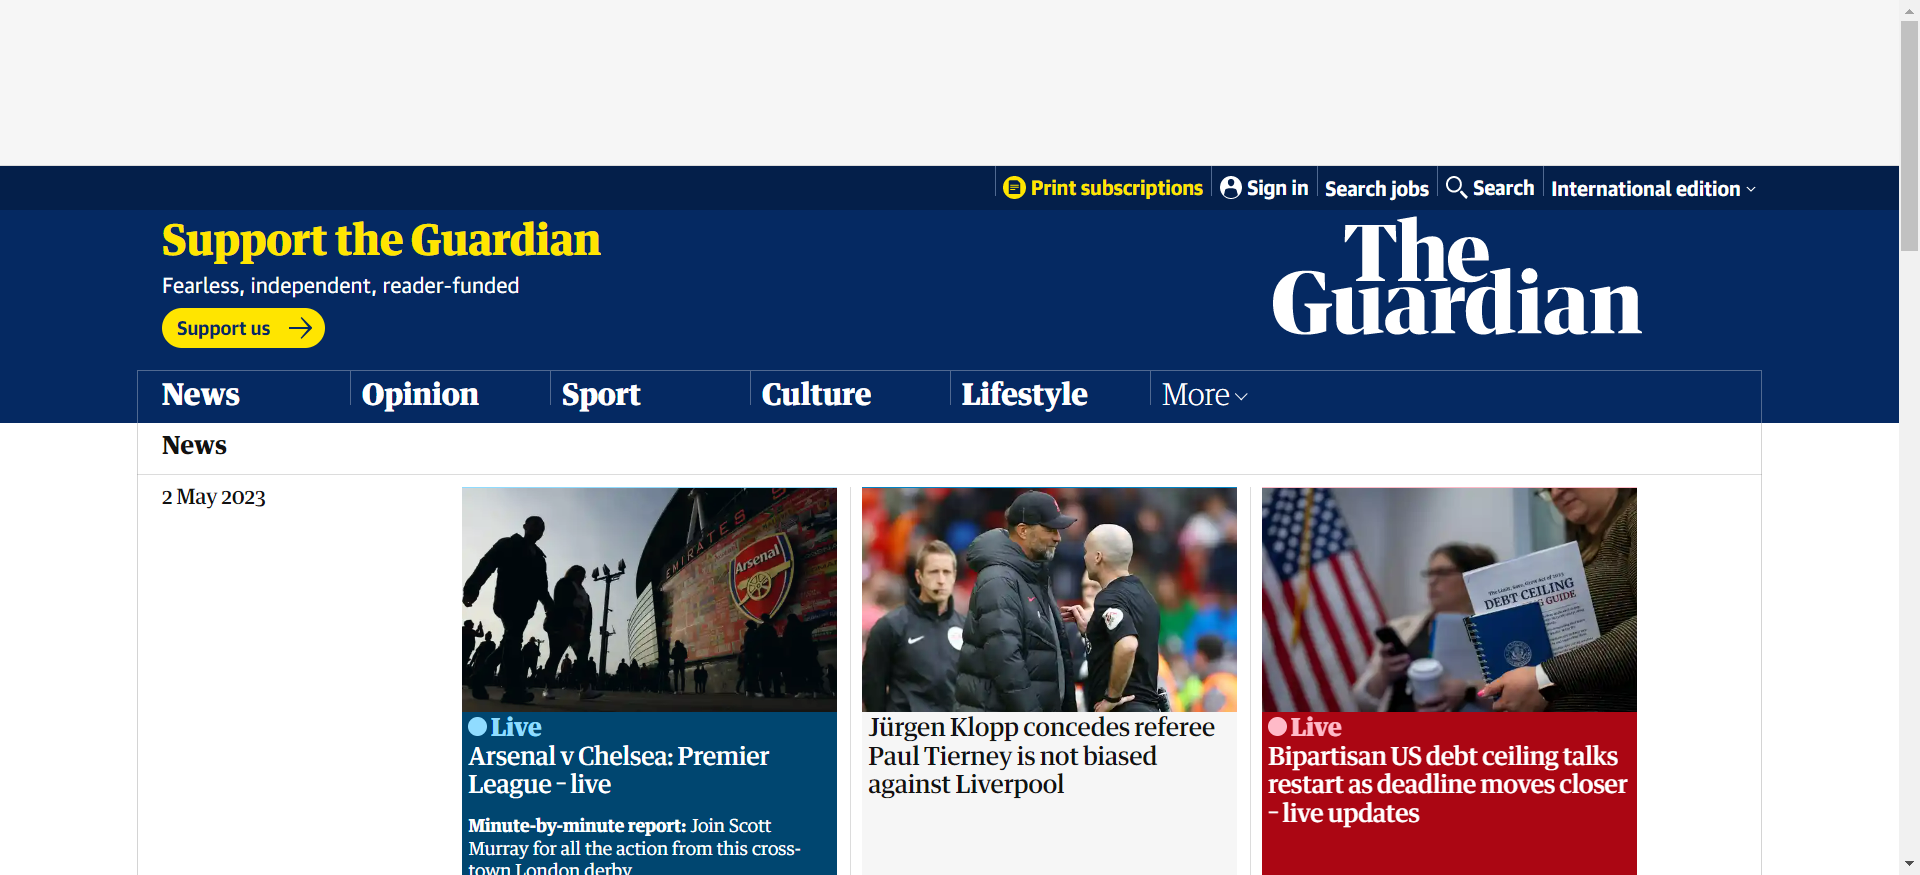 Print subscriptions
Sign in
Search jobs
Search
International edition
Support the Guardian
Fearless, independent, reader-funded
Support us
The
Guardian
News
Opinion
Sport
Culture
Lifestyle
More
News
2 May 2023
EMIRATES
Arsenal
DEBT CEILING
GUIDE
Live
Arsenal v Chelsea: Premier
League – live
Minute-by-minute report: Join Scott
Murray for all the action from this cross-
town London derby
Jürgen Klopp concedes referee
Paul Tierney is not biased
against Liverpool
Live
Bipartisan US debt ceiling talks
restart as deadline moves closer
– live updates